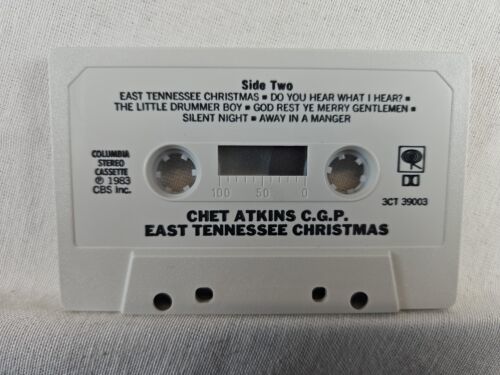 Side Two
EAST TENNESSEE CHRISTMAS ■ DO YOU HEAR WHAT I HEAR? ■
THE LITTLE DRUMMER BOY ■ GOD REST YE MERRY GENTLEMEN ■
SILENT NIGHT ■ AWAY IN A MANGER
COLUMBIA
STEREO
CASSETTE
℗ 1983
CBS Inc.
100 50 0
3CT 39003
CHET ATKINS C.G.P.
EAST TENNESSEE CHRISTMAS